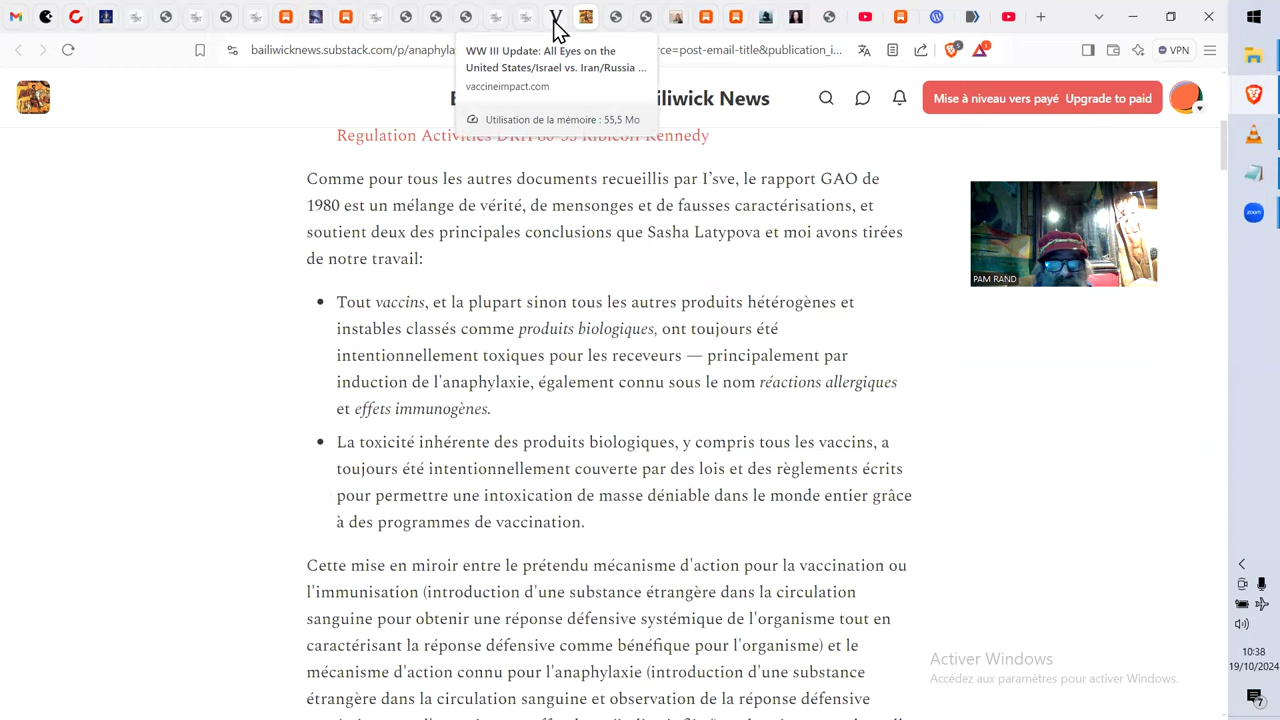 bailiwicknews.substack.com/p/anaphyla
rce=post-email-title&publication_i...
5
1
VPN
WW III Update: All Eyes on the
United States/Israel vs. Iran/Russia ...
vaccineimpact.com
Utilisation de la mémoire : 55,5 Mo
iliwick News
Mise à niveau vers payé Upgrade to paid
Regulation Activities DRH 80-55 Ribicoff Kennedy
Comme pour tous les autres documents recueillis par I’sve, le rapport GAO de
1980 est un mélange de vérité, de mensonges et de fausses caractérisations, et
soutient deux des principales conclusions que Sasha Latypova et moi avons tirées
de notre travail:
• Tout vaccins, et la plupart sinon tous les autres produits hétérogènes et
instables classés comme produits biologiques, ont toujours été
intentionnellement toxiques pour les receveurs — principalement par
induction de l'anaphylaxie, également connu sous le nom réactions allergiques
et effets immunogènes.
• La toxicité inhérente des produits biologiques, y compris tous les vaccins, a
toujours été intentionnellement couverte par des lois et des règlements écrits
pour permettre une intoxication de masse déniable dans le monde entier grâce
à des programmes de vaccination.
Cette mise en miroir entre le prétendu mécanisme d'action pour la vaccination ou
l'immunisation (introduction d'une substance étrangère dans la circulation
sanguine pour obtenir une réponse défensive systémique de l'organisme tout en
caractérisant la réponse défensive comme bénéfique pour l'organisme) et le
mécanisme d'action connu pour l'anaphylaxie (introduction d'une substance
étrangère dans la circulation sanguine et observation de la réponse défensive
PAM RAND
Activer Windows
Accédez aux paramètres pour activer Windows.
zoom
10:38
19/10/2024
7